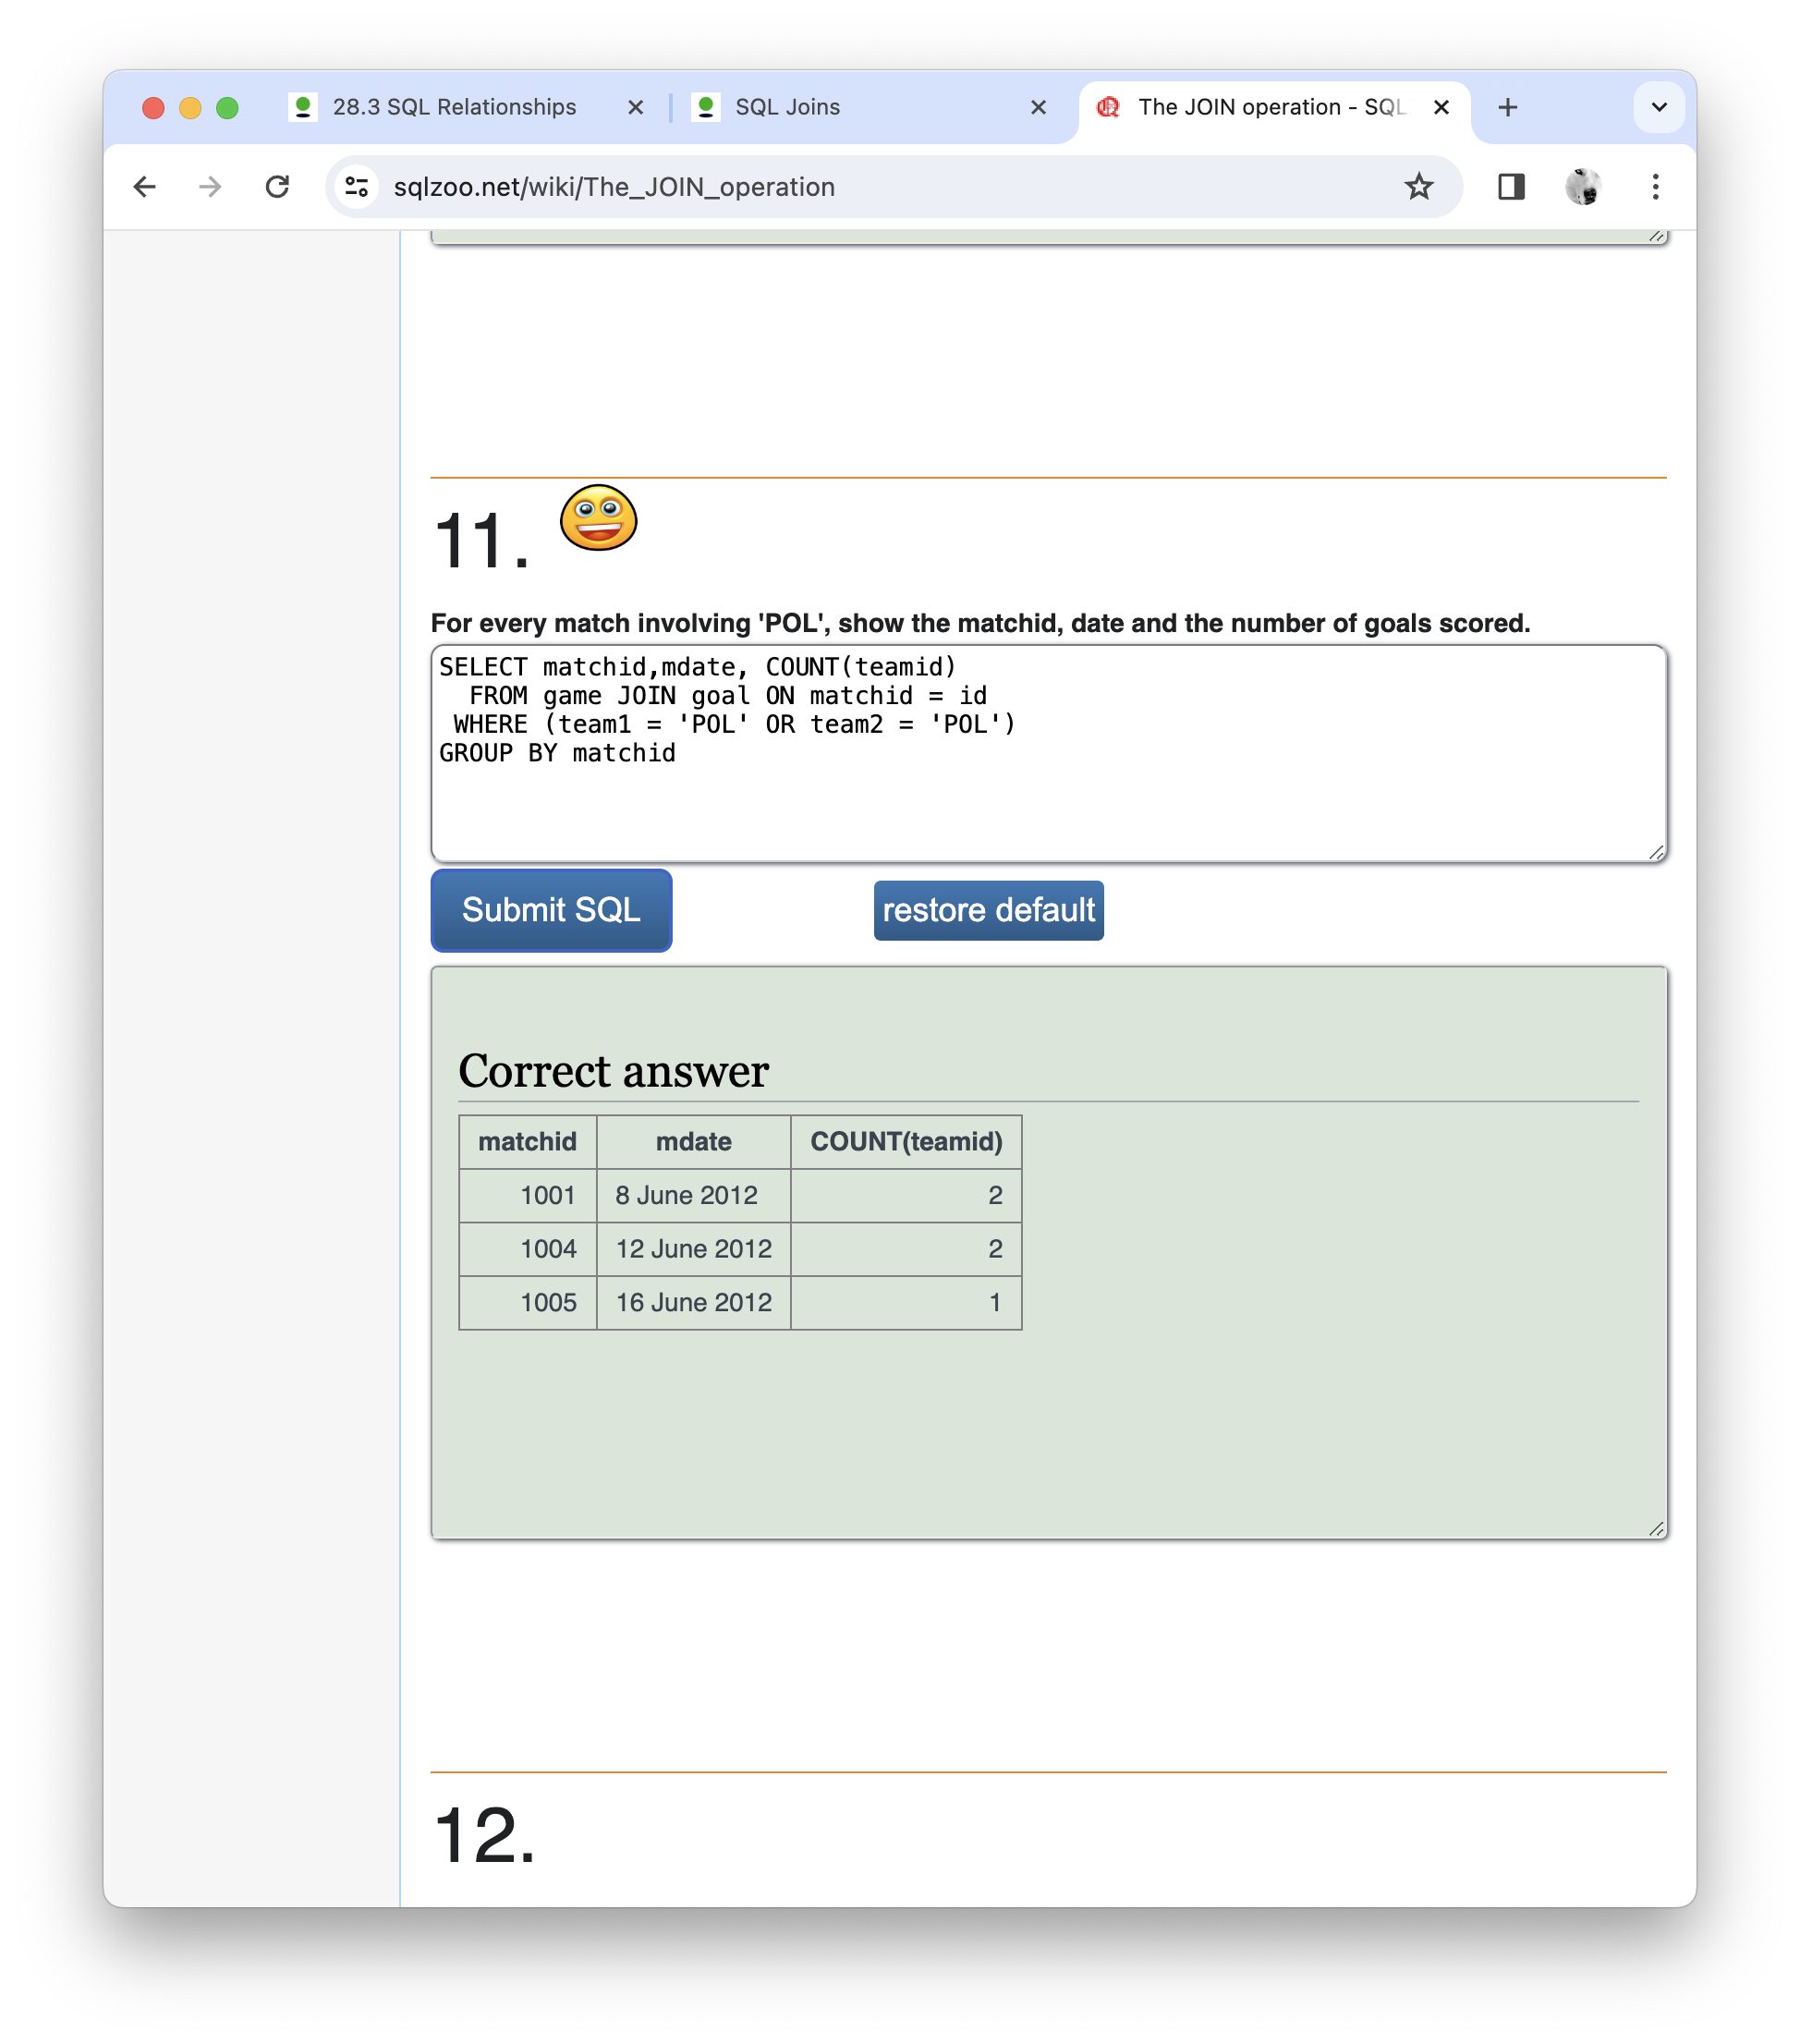 28.3 SQL Relationships
SQL Joins
The JOIN operation - SQL
sqlzoo.net/wiki/The_JOIN_operation
11.
For every match involving 'POL', show the matchid, date and the number of goals scored.
SELECT matchid,mdate, COUNT(teamid)
FROM game JOIN goal ON matchid = id
WHERE (team1 = 'POL' OR team2 = 'POL')
GROUP BY matchid
Submit SQL restore default
Correct answer
matchid mdate COUNT(teamid)
1001 8 June 2012 2
1004 12 June 2012 2
1005 16 June 2012 1
12.